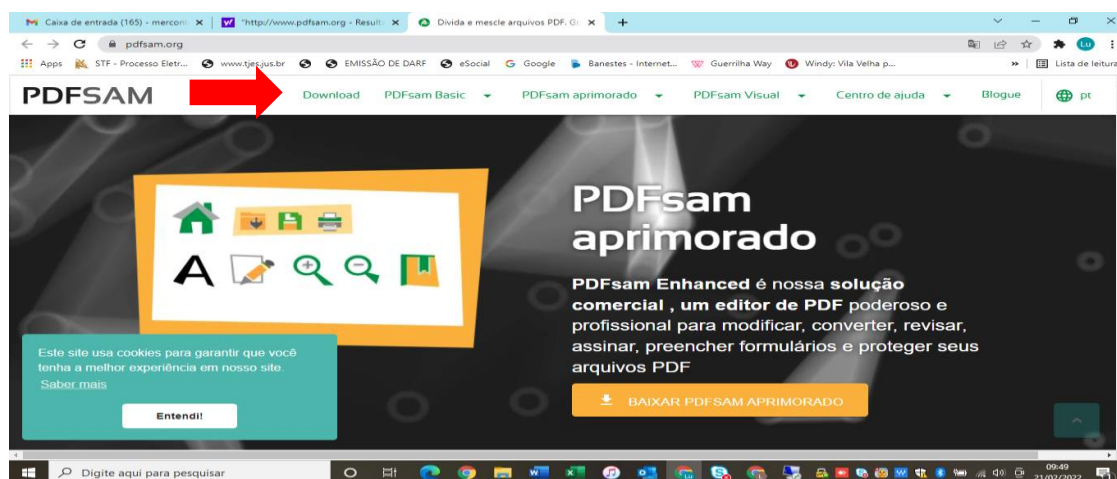 Caixa de entrada (165) - merconi
"http://www.pdfsam.org - Result
Divida e mescle arquivos PDF. G
pdfsam.org
Apps
STF - Processo Eletr...
www.tjes.jus.br
EMISSÃO DE DARF
eSocial
Google
Banestes - Internet...
Guerrilha Way
Windy: Vila Velha p...
»
Lista de leitura
Lu
PDFSAM
Download
PDFsam Basic
PDFsam aprimorado
PDFsam Visual
Centro de ajuda
Blogue
pt
PDFsam
aprimorado
A
PDFsam Enhanced é nossa solução
comercial , um editor de PDF poderoso e
profissional para modificar, converter, revisar,
assinar, preencher formulários e proteger seus
arquivos PDF
BAIXAR PDFSAM APRIMORADO
Este site usa cookies para garantir que você
tenha a melhor experiência em nosso site.
Saber mais
Entendi!
Digite aqui para pesquisar
09:49
21/02/2022